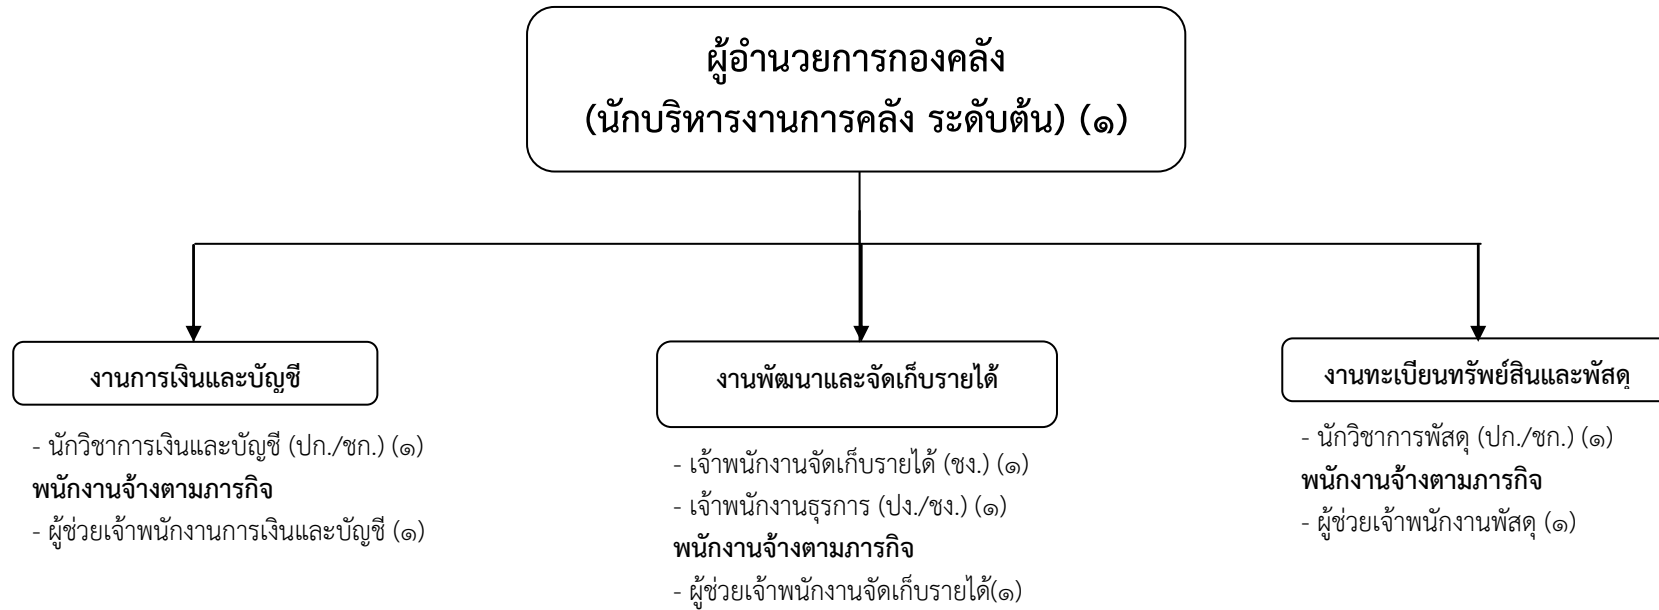 ผู้อำนวยการกองคลัง
(นักบริหารงานการคลัง ระดับต้น) (๑)
งานการเงินและบัญชี
- นักวิชาการเงินและบัญชี (ปก./ชก.) (๑)
พนักงานจ้างตามภารกิจ
- ผู้ช่วยเจ้าพนักงานการเงินและบัญชี (๑)
งานพัฒนาและจัดเก็บรายได้
- เจ้าพนักงานจัดเก็บรายได้ (ชง.) (๑)
- เจ้าพนักงานธุรการ (ปง./ชง.) (๑)
พนักงานจ้างตามภารกิจ
- ผู้ช่วยเจ้าพนักงานจัดเก็บรายได้(๑)
งานทะเบียนทรัพย์สินและพัสดุ
- นักวิชาการพัสดุ (ปก./ชก.) (๑)
พนักงานจ้างตามภารกิจ
- ผู้ช่วยเจ้าพนักงานพัสดุ (๑)